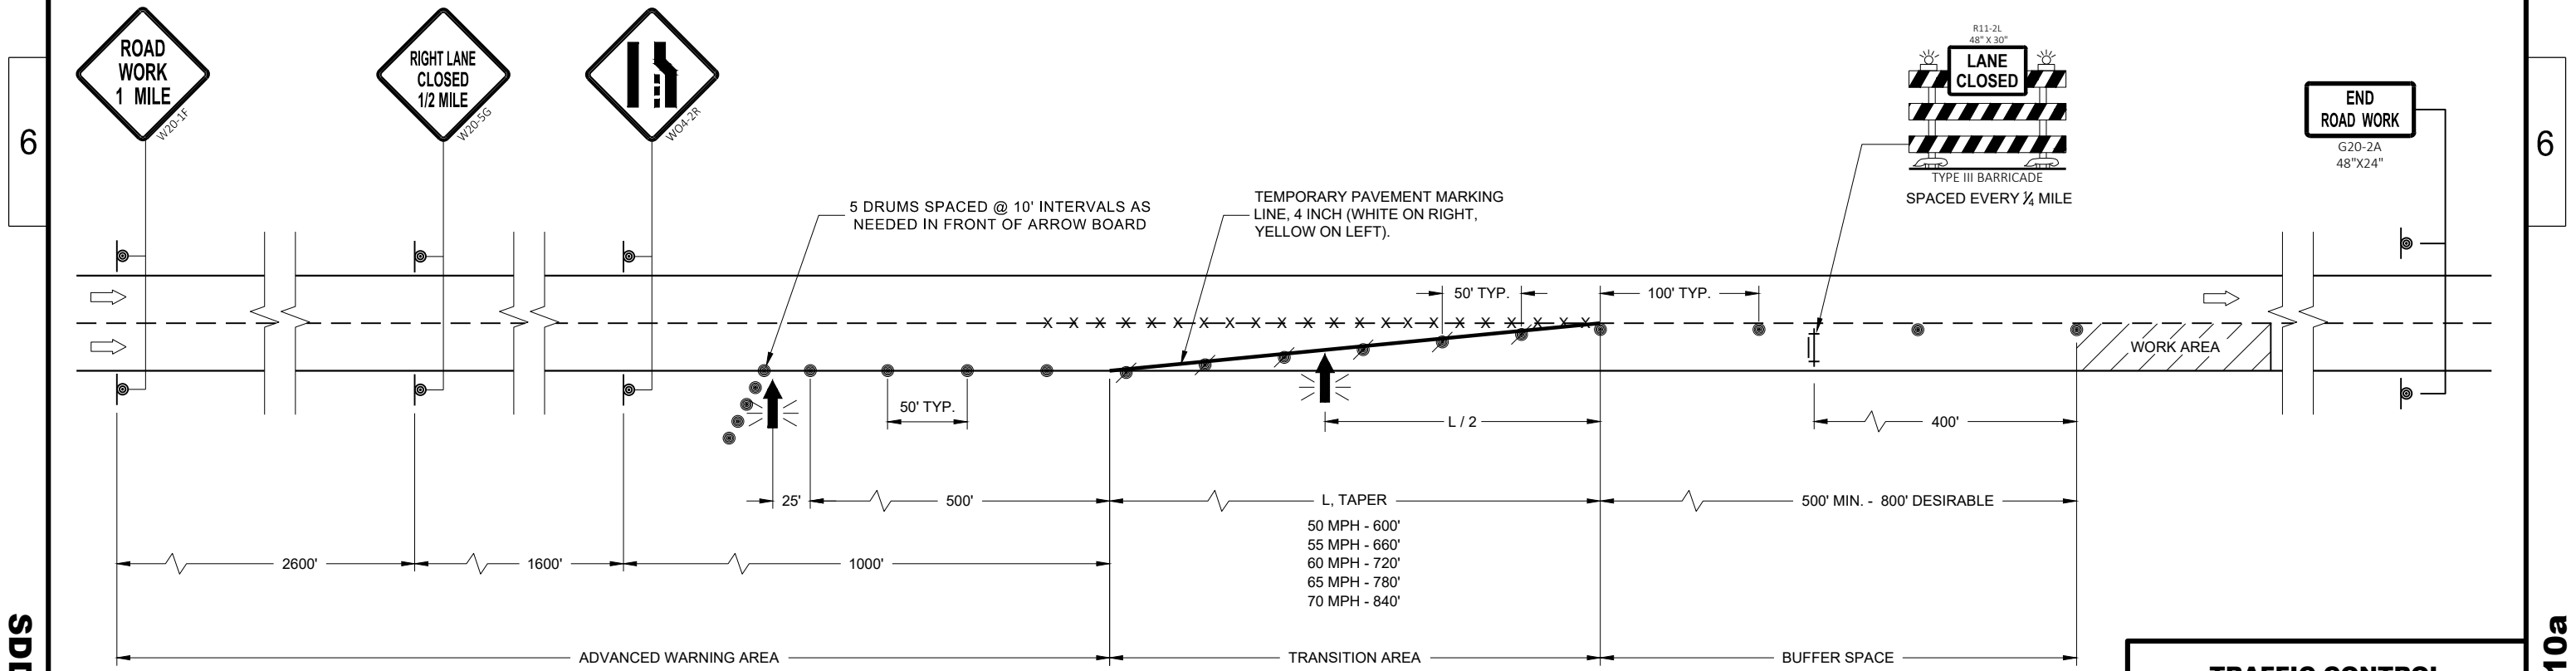 ROAD
WORK
1 MILE
W20-1F
RIGHT LANE
CLOSED
1/2 MILE
W20-5G
WO4-2R
R11-2L
48" X 30"
LANE
CLOSED
TYPE III BARRICADE
SPACED EVERY ¼ MILE
END
ROAD WORK
G20-2A
48"X24"
6
6
5 DRUMS SPACED @ 10' INTERVALS AS
NEEDED IN FRONT OF ARROW BOARD
TEMPORARY PAVEMENT MARKING
LINE, 4 INCH (WHITE ON RIGHT,
YELLOW ON LEFT).
50' TYP.
100' TYP.
X X X X X X X X X X X X X X X X X X X X X X
WORK AREA
50' TYP.
L / 2
400'
25'
500'
L, TAPER
500' MIN. - 800' DESIRABLE
50 MPH - 600'
55 MPH - 660'
60 MPH - 720'
65 MPH - 780'
70 MPH - 840'
2600'
1600'
1000'
ADVANCED WARNING AREA
TRANSITION AREA
BUFFER SPACE
10a
TRAFFIC CONTROL